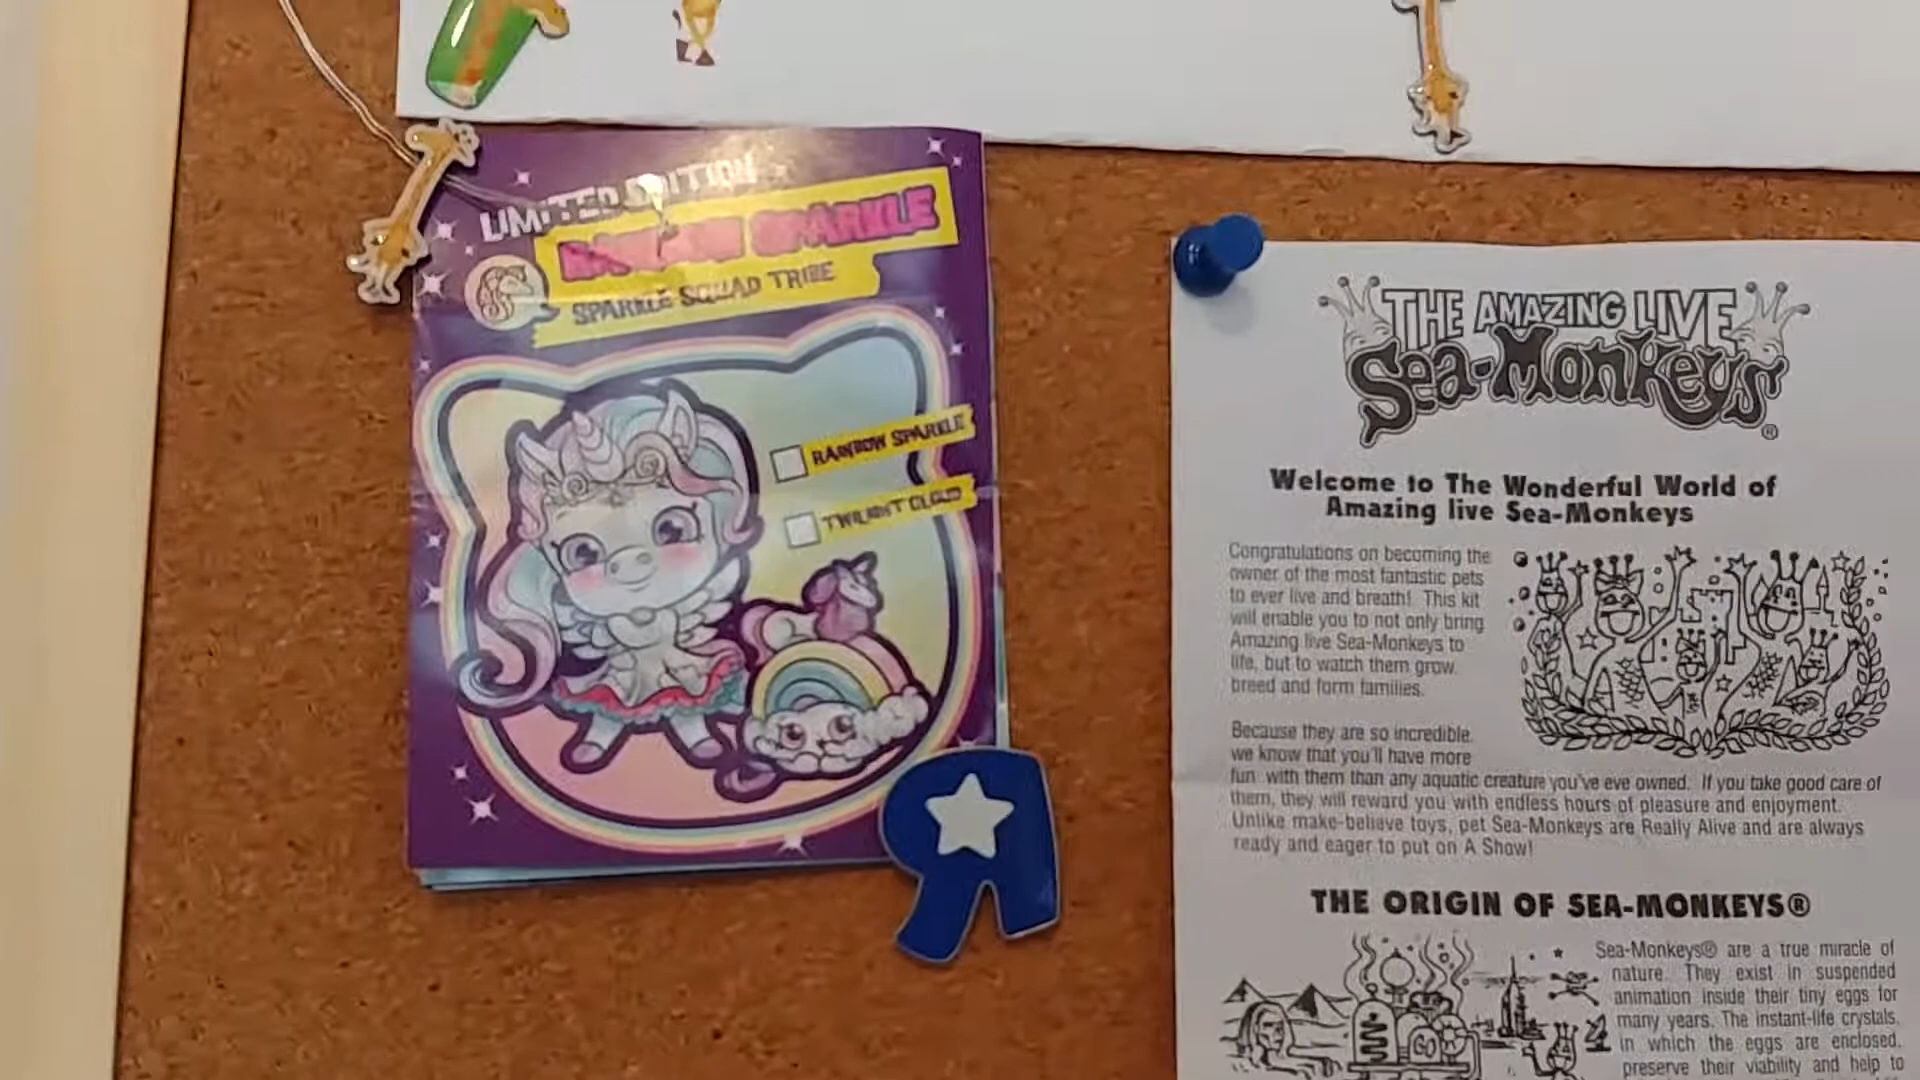 LIMITED EDITION
RAINBOW SPARKLE
SPARKLE SQUAD TRIBE
RAINBOW SPARKLE
TWILIGHT CLOUD
R
THE AMAZING LIVE
Sea-Monkeys®
Welcome to The Wonderful World of
Amazing live Sea-Monkeys
Congratulations on becoming the
owner of the most fantastic pets
to ever live and breath! This kit
will enable you to not only bring
Amazing live Sea-Monkeys to
life, but to watch them grow.
breed and form families.
Because they are so incredible.
we know that you'll have more
fun with them than any aquatic creature you've eve owned. If you take good care of
them, they will reward you with endless hours of pleasure and enjoyment.
Unlike make-believe toys, pet Sea-Monkeys are Really Alive and are always
ready and eager to put on A Show!
THE ORIGIN OF SEA-MONKEYS®
Sea-Monkeys® are a true miracle of
nature. They exist in suspended
animation inside their tiny eggs for
many years. The instant-life crystals,
in which the eggs are enclosed,
preserve their viability and help to